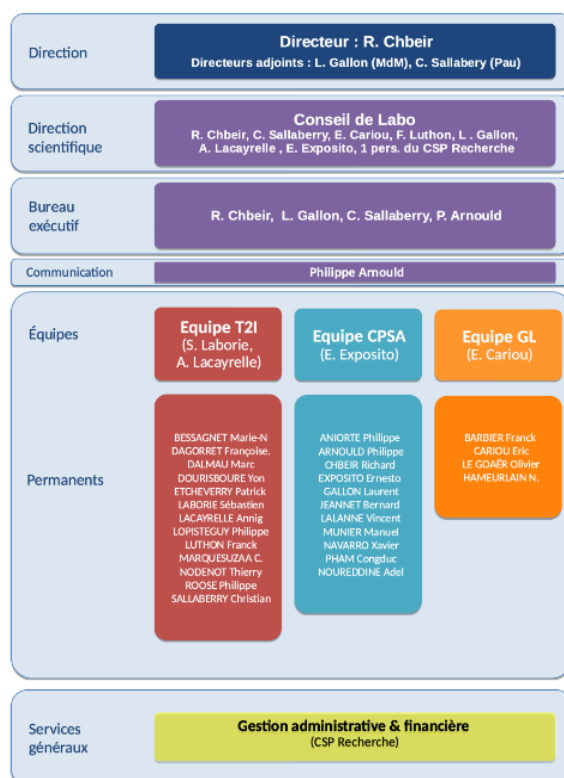 Direction
Directeur : R. Chbeir
Directeurs adjoints : L. Gallon (MdM), C. Sallabery (Pau)
Direction
scientifique
Conseil de Labo
R. Chbeir, C. Sallaberry, E. Cariou, F. Luthon, L . Gallon,
A. Lacayrelle , E. Exposito, 1 pers. du CSP Recherche
Bureau
exécutif
R. Chbeir, L. Gallon, C. Sallaberry, P. Arnould
Communication
Philippe Arnould
Équipes
Equipe T2I
(S. Laborie,
A. Lacayrelle)
Equipe CPSA
(E. Exposito)
Equipe GL
(E. Cariou)
Permanents
BESSAGNET Marie-N
DAGORRET Françoise.
DALMAU Marc
DOURISBOURE Yon
ETCHEVERRY Patrick
LABORIE Sébastien
LACAYRELLE Annig
LOPISTEGUY Philippe
LUTHON Franck
MARQUESUZAA C.
NODENOT Thierry
ROOSE Philippe
SALLABERRY Christian
ANIORTE Philippe
ARNOULD Philippe
CHBEIR Richard
EXPOSITO Ernesto
GALLON Laurent
JEANNET Bernard
LALANNE Vincent
MUNIER Manuel
NAVARRO Xavier
PHAM Congduc
NOUREDDINE Adel
BARBIER Franck
CARIOU Eric
LE GOAËR Olivier
HAMEURLAIN N.
Services
généraux
Gestion administrative & financière
(CSP Recherche)